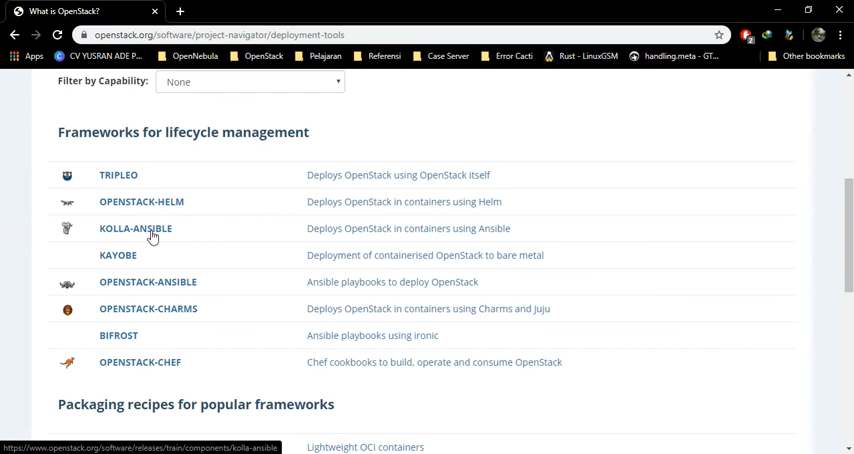 What is OpenStack?
openstack.org/software/project-navigator/deployment-tools
2
Apps CV YUSRAN ADE P... OpenNebula OpenStack Pelajaran Referensi Case Server Error Cacti Rust - LinuxGSM handling.meta - GT... Other bookmarks
Filter by Capability: None
Frameworks for lifecycle management
TRIPLEO Deploys OpenStack using OpenStack itself
OPENSTACK-HELM Deploys OpenStack in containers using Helm
KOLLA-ANSIBLE Deploys OpenStack in containers using Ansible
KAYOBE Deployment of containerised OpenStack to bare metal
OPENSTACK-ANSIBLE Ansible playbooks to deploy OpenStack
OPENSTACK-CHARMS Deploys OpenStack in containers using Charms and Juju
BIFROST Ansible playbooks using ironic
OPENSTACK-CHEF Chef cookbooks to build, operate and consume OpenStack
Packaging recipes for popular frameworks
Lightweight OCI containers
https://www.openstack.org/software/releases/train/components/kolla-ansible